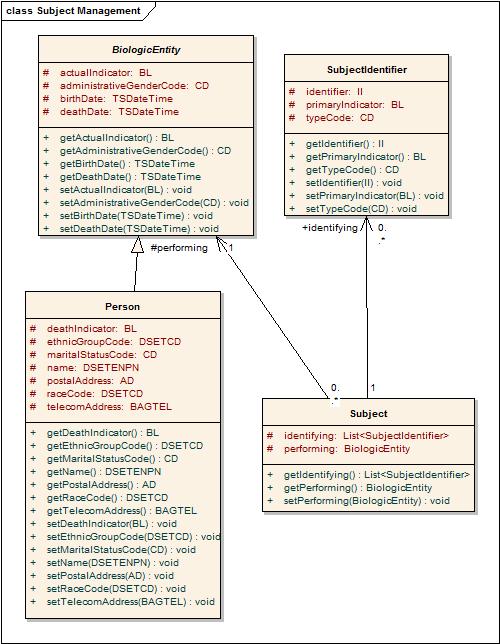 class Subject Management
BiologicEntity
# actualIndicator: BL
# administrativeGenderCode: CD
# birthDate: TSDateTime
# deathDate: TSDateTime
+ getActualIndicator() : BL
+ getAdministrativeGenderCode() : CD
+ getBirthDate() : TSDateTime
+ getDeathDate() : TSDateTime
+ setActualIndicator(BL) : void
+ setAdministrativeGenderCode(CD) : void
+ setBirthDate(TSDateTime) : void
+ setDeathDate(TSDateTime) : void
SubjectIdentifier
# identifier: II
# primaryIndicator: BL
# typeCode: CD
+ getIdentifier() : II
+ getPrimaryIndicator() : BL
+ getTypeCode() : CD
+ setIdentifier(II) : void
+ setPrimaryIndicator(BL) : void
+ setTypeCode(CD) : void
#performing 1
+identifying 0.
.*
Person
# deathIndicator: BL
# ethnicGroupCode: DSETCD
# maritalStatusCode: CD
# name: DSETENPN
# postalAddress: AD
# raceCode: DSETCD
# telecomAddress: BAGTEL
+ getDeathIndicator() : BL
+ getEthnicGroupCode() : DSETCD
+ getMaritalStatusCode() : CD
+ getName() : DSETENPN
+ getPostalAddress() : AD
+ getRaceCode() : DSETCD
+ getTelecomAddress() : BAGTEL
+ setDeathIndicator(BL) : void
+ setEthnicGroupCode(DSETCD) : void
+ setMaritalStatusCode(CD) : void
+ setName(DSETENPN) : void
+ setPostalAddress(AD) : void
+ setRaceCode(DSETCD) : void
+ setTelecomAddress(BAGTEL) : void
0. 1
.*
Subject
# identifying: List<SubjectIdentifier>
# performing: BiologicEntity
+ getIdentifying() : List<SubjectIdentifier>
+ getPerforming() : BiologicEntity
+ setPerforming(BiologicEntity) : void